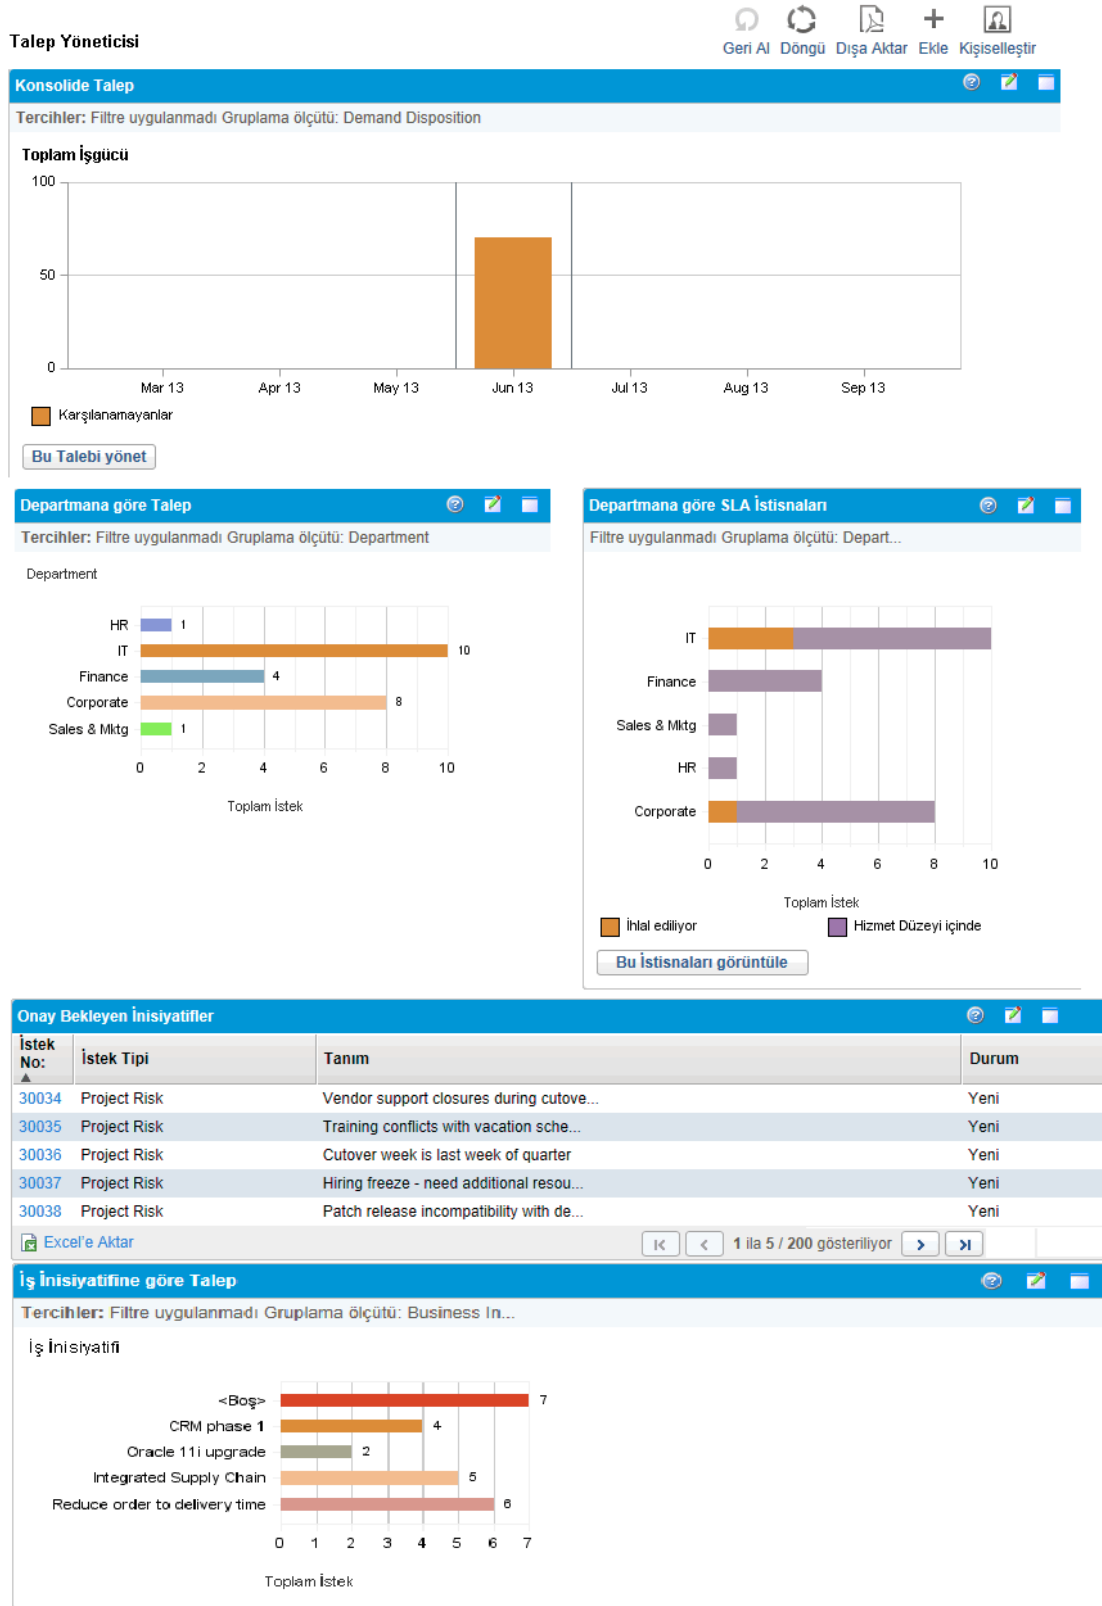 Talep Yöneticisi
Geri Al Döngü Dışa Aktar Ekle Kişiselleştir
Konsolide Talep
Tercihler: Filtre uygulanmadı Gruplama ölçütü: Demand Disposition
Toplam İşgücü
100
50
0
Mar 13 Apr 13 May 13 Jun 13 Jul 13 Aug 13 Sep 13
Karşılanamayanlar
Bu Talebi yönet
Departmana göre Talep
Tercihler: Filtre uygulanmadı Gruplama ölçütü: Department
Department
HR 1
IT 10
Finance 4
Corporate 8
Sales & Mktg 1
0 2 4 6 8 10
Toplam İstek
Departmana göre SLA İstisnaları
Filtre uygulanmadı Gruplama ölçütü: Depart...
IT
Finance
Sales & Mktg
HR
Corporate
0 2 4 6 8 10
Toplam İstek
İhlal ediliyor Hizmet Düzeyi içinde
Bu İstisnaları görüntüle
Onay Bekleyen İnisiyatifler
İstek No: İstek Tipi Tanım Durum
30034 Project Risk Vendor support closures during cutove... Yeni
30035 Project Risk Training conflicts with vacation sche... Yeni
30036 Project Risk Cutover week is last week of quarter Yeni
30037 Project Risk Hiring freeze - need additional resou... Yeni
30038 Project Risk Patch release incompatibility with de... Yeni
Excel'e Aktar 1 ila 5 / 200 gösteriliyor
İş İnisiyatifine göre Talep
Tercihler: Filtre uygulanmadı Gruplama ölçütü: Business In...
İş İnisiyatifi
<Boş> 7
CRM phase 1 4
Oracle 11i upgrade 2
Integrated Supply Chain 5
Reduce order to delivery time 6
0 1 2 3 4 5 6 7
Toplam İstek